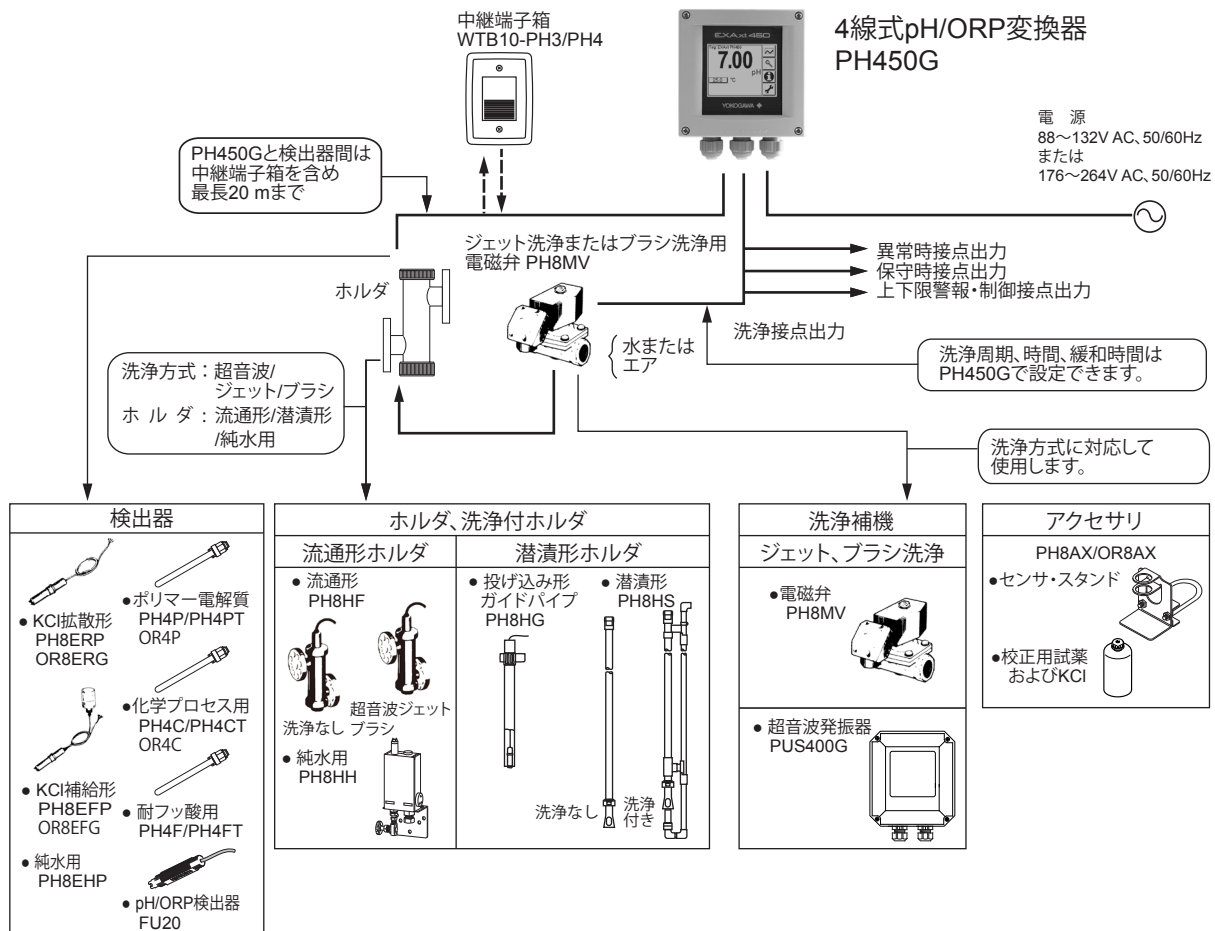 中継端子箱
WTB10-PH3/PH4
4線式pH/ORP変換器
PH450G
EXAxt 450
Tag: EXAxt PH450
7.00
pH
25.0 °C
YOKOGAWA
電 源
88~132V AC、50/60Hz
または
176~264V AC、50/60Hz
PH450Gと検出器間は
中継端子箱を含め
最長20 mまで
ジェット洗浄またはブラシ洗浄用
電磁弁 PH8MV
異常時接点出力
保守時接点出力
上下限警報・制御接点出力
ホルダ
水または
エア
洗浄接点出力
洗浄周期、時間、緩和時間は
PH450Gで設定できます。
洗浄方式：超音波/
ジェット/ブラシ
ホ ル ダ ：流通形/潜漬形
/純水用
洗浄方式に対応して
使用します。
検出器
● KCl拡散形
PH8ERP
OR8ERG
●ポリマー電解質
PH4P/PH4PT
OR4P
●化学プロセス用
PH4C/PH4CT
OR4C
● KCl補給形
PH8EFP
OR8EFG
● 耐フッ酸用
PH4F/PH4FT
● 純水用
PH8EHP
● pH/ORP検出器
FU20
ホルダ、洗浄付ホルダ
流通形ホルダ
● 流通形
PH8HF
洗浄なし
超音波ジェット
ブラシ
● 純水用
PH8HH
潜漬形ホルダ
● 投げ込み形
ガイドパイプ
PH8HG
● 潜漬形
PH8HS
洗浄なし
洗浄
付き
洗浄補機
ジェット、ブラシ洗浄
●電磁弁
PH8MV
● 超音波発振器
PUS400G
アクセサリ
PH8AX/OR8AX
●センサ・スタンド
●校正用試薬
およびKCl